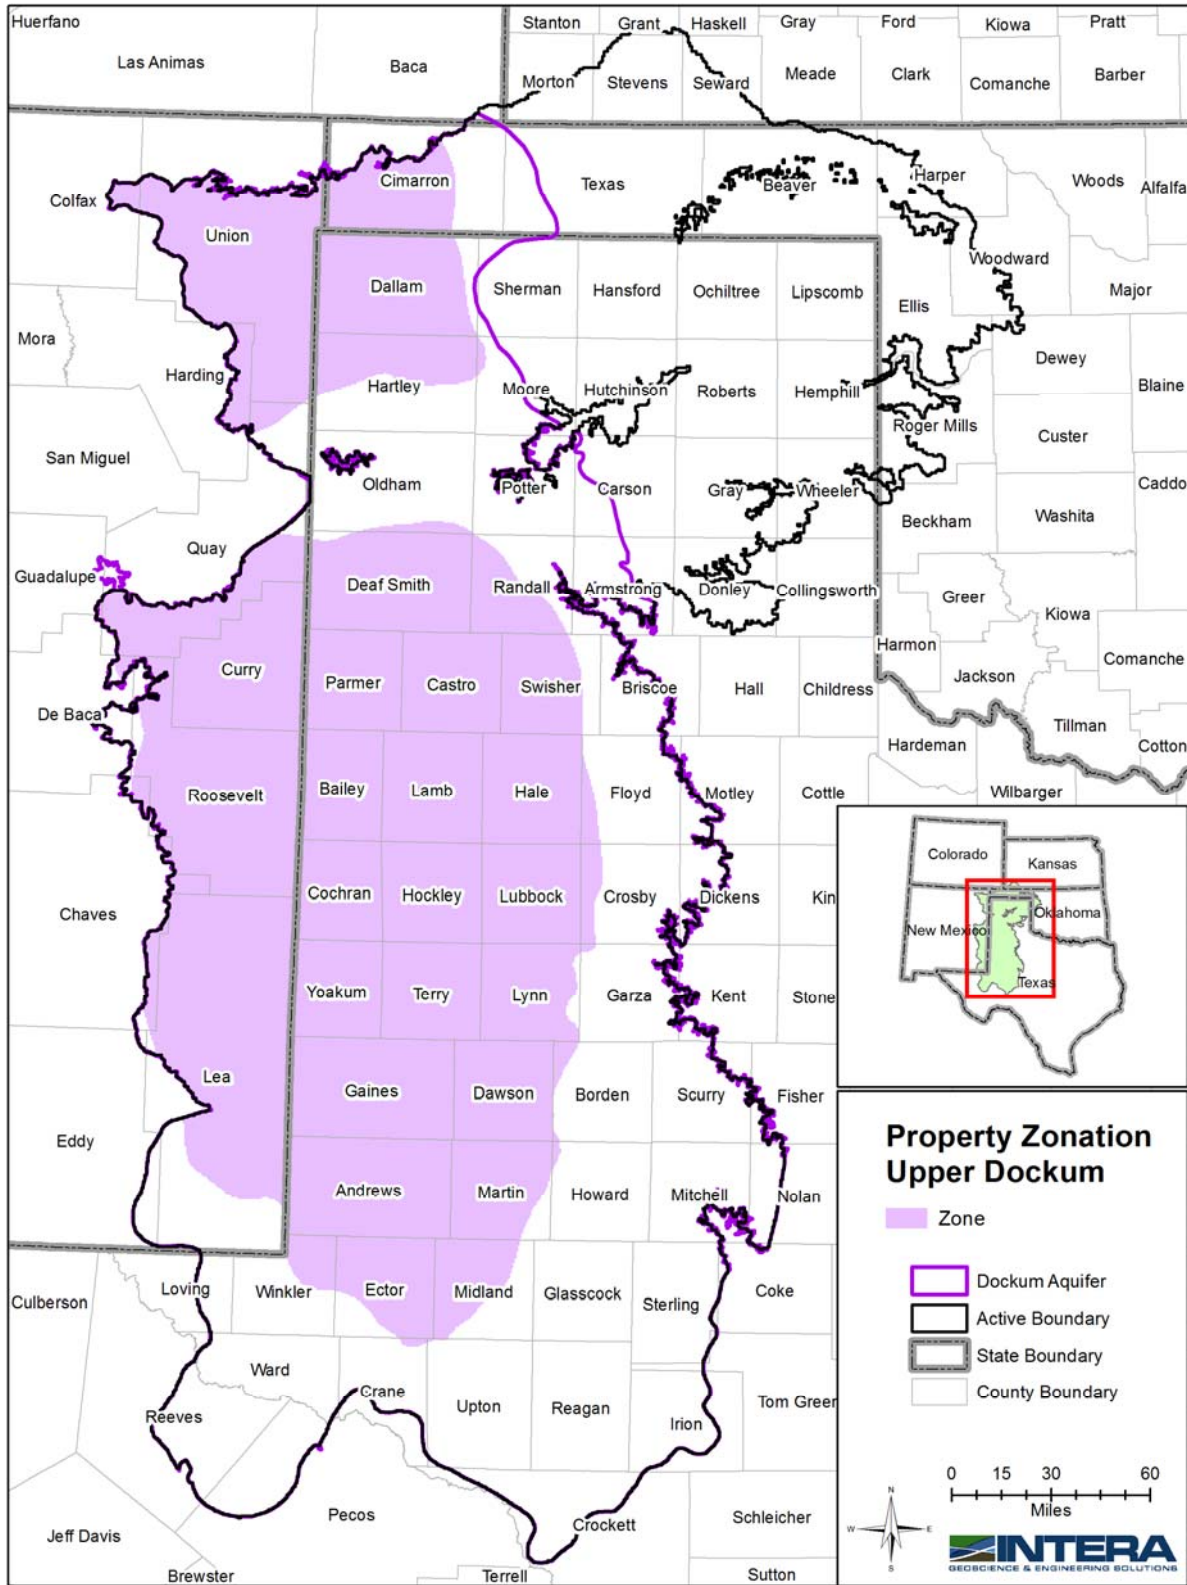 Huerfano
Stanton
Grant
Haskell
Gray
Ford
Kiowa
Pratt
Las Animas
Baca
Morton
Stevens
Seward
Meade
Clark
Comanche
Barber
Colfax
Union
Cimarron
Texas
Beaver
Harper
Woods
Alfalfa
Dallam
Sherman
Hansford
Ochiltree
Lipscomb
Ellis
Woodward
Major
Mora
Harding
Hartley
Moore
Hutchinson
Roberts
Hemphill
Roger Mills
Dewey
Blaine
San Miguel
Oldham
Potter
Carson
Gray
Wheeler
Custer
Caddo
Quay
Beckham
Washita
Guadalupe
Deaf Smith
Randall
Armstrong
Donley
Collingsworth
Greer
Kiowa
Curry
Parmer
Castro
Swisher
Briscoe
Hall
Childress
Harmon
Jackson
Comanche
De Baca
Tillman
Hardeman
Cotton
Roosevelt
Bailey
Lamb
Hale
Floyd
Motley
Cottle
Wilbarger
Chaves
Cochran
Hockley
Lubbock
Crosby
Dickens
Kin
Yoakum
Terry
Lynn
Garza
Kent
Stone
Colorado
Kansas
New Mexico
Oklahoma
Texas
Lea
Gaines
Dawson
Borden
Scurry
Fisher
Eddy
Andrews
Martin
Howard
Mitchell
Nolan
Culberson
Loving
Winkler
Ector
Midland
Glasscock
Sterling
Coke
Ward
Crane
Reeves
Upton
Reagan
Irion
Tom Greer
Jeff Davis
Pecos
Crockett
Schleicher
Brewster
Terrell
Sutton
Property Zonation
Upper Dockum
Zone
Dockum Aquifer
Active Boundary
State Boundary
County Boundary
0 15 30 60
Miles
N
W E
S
INTERA
GEOSCIENCE & ENGINEERING SOLUTIONS